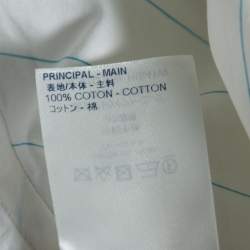 PRINCIPAL - MAIN
表地/本体 - 主料
100% COTON - COTTON
コットン - 棉